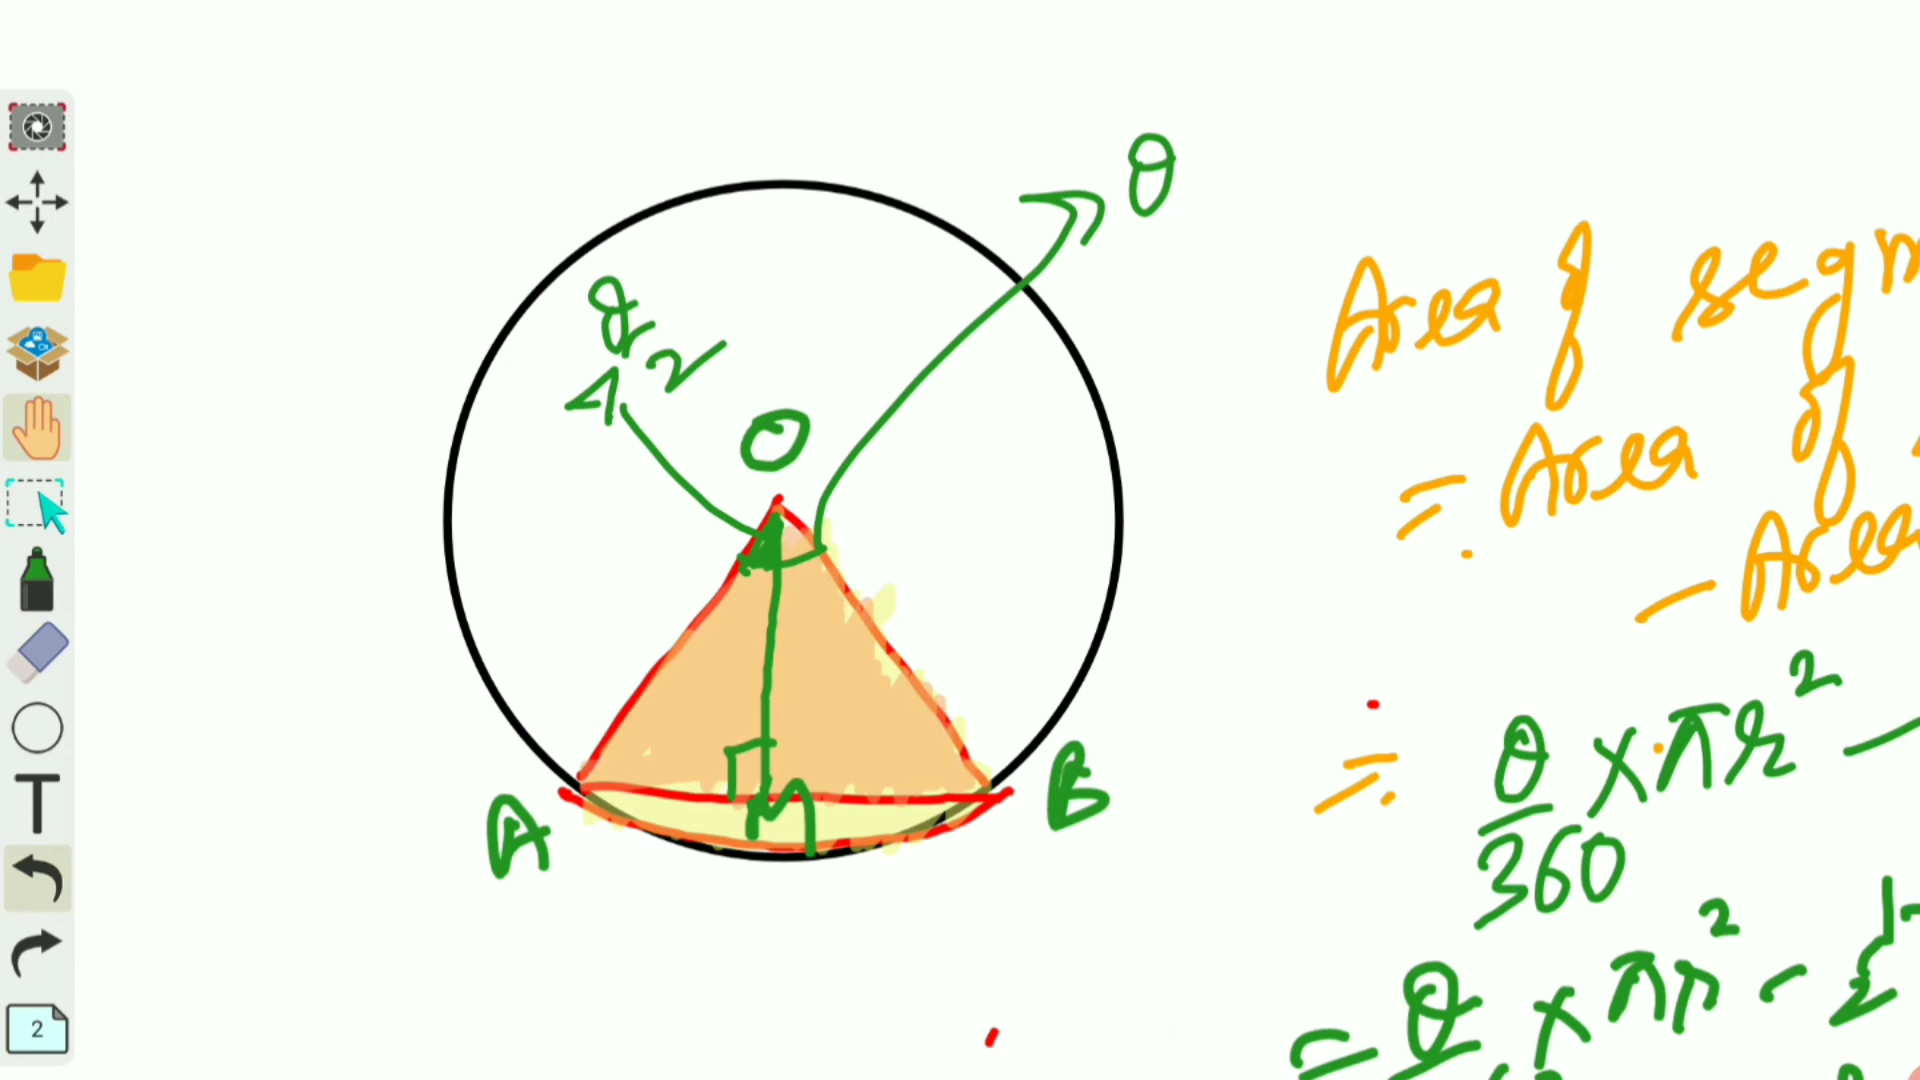 θ
θ/2
O
A
M
B
Area of segm
= Area of
- Area
= θ/360 × πr² -
= θ × πr² - {
T
2